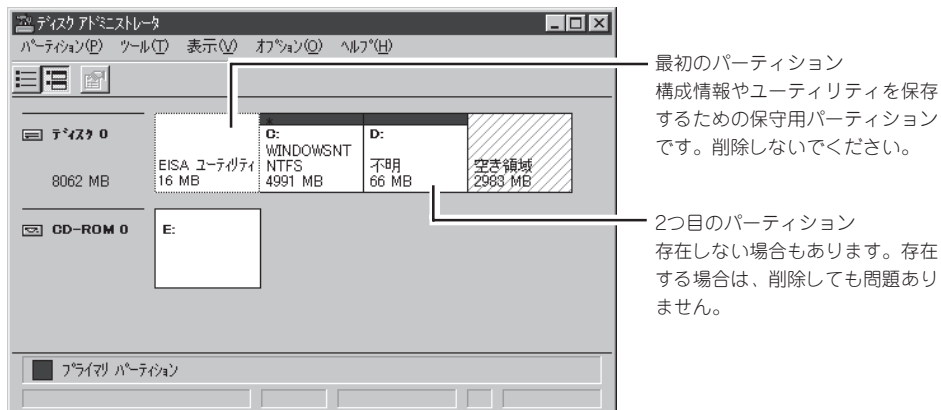 ディスク アドミニストレータ
パーティション(P) ツール(T) 表示(V) オプション(O) ヘルプ(H)
ディスク 0
8062 MB
EISA ユーティリティ
16 MB
C:
WINDOWSNT
NTFS
4991 MB
D:
不明
66 MB
空き領域
2983 MB
CD-ROM 0
E:
プライマリ パーティション
最初のパーティション
構成情報やユーティリティを保存
するための保守用パーティション
です。削除しないでください。
2つ目のパーティション
存在しない場合もあります。存在
する場合は、削除しても問題あり
ません。